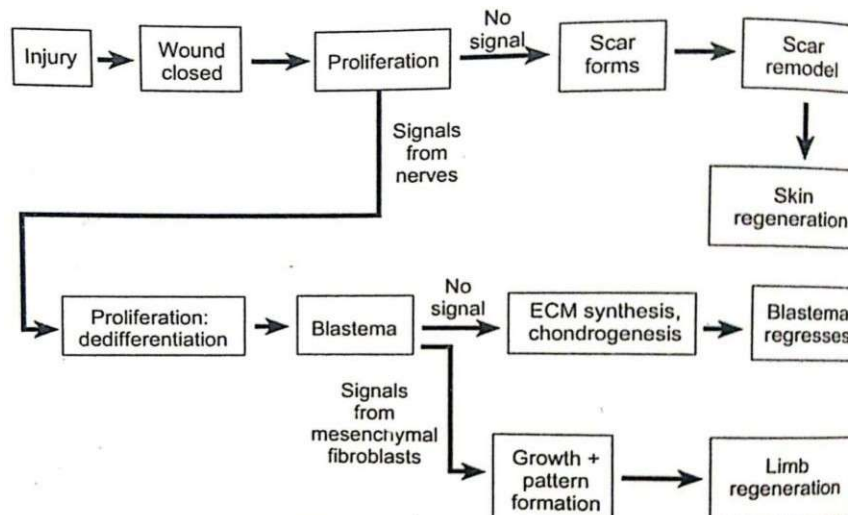 Injury
Wound
closed
Proliferation
No
signal
Scar
forms
Scar
remodel
Signals
from
nerves
Skin
regeneration
Proliferation:
dedifferentiation
Blastema
No
signal
ECM synthesis,
chondrogenesis
Blastema
regresses
Signals
from
mesenchymal
fibroblasts
Growth +
pattern
formation
Limb
regeneration